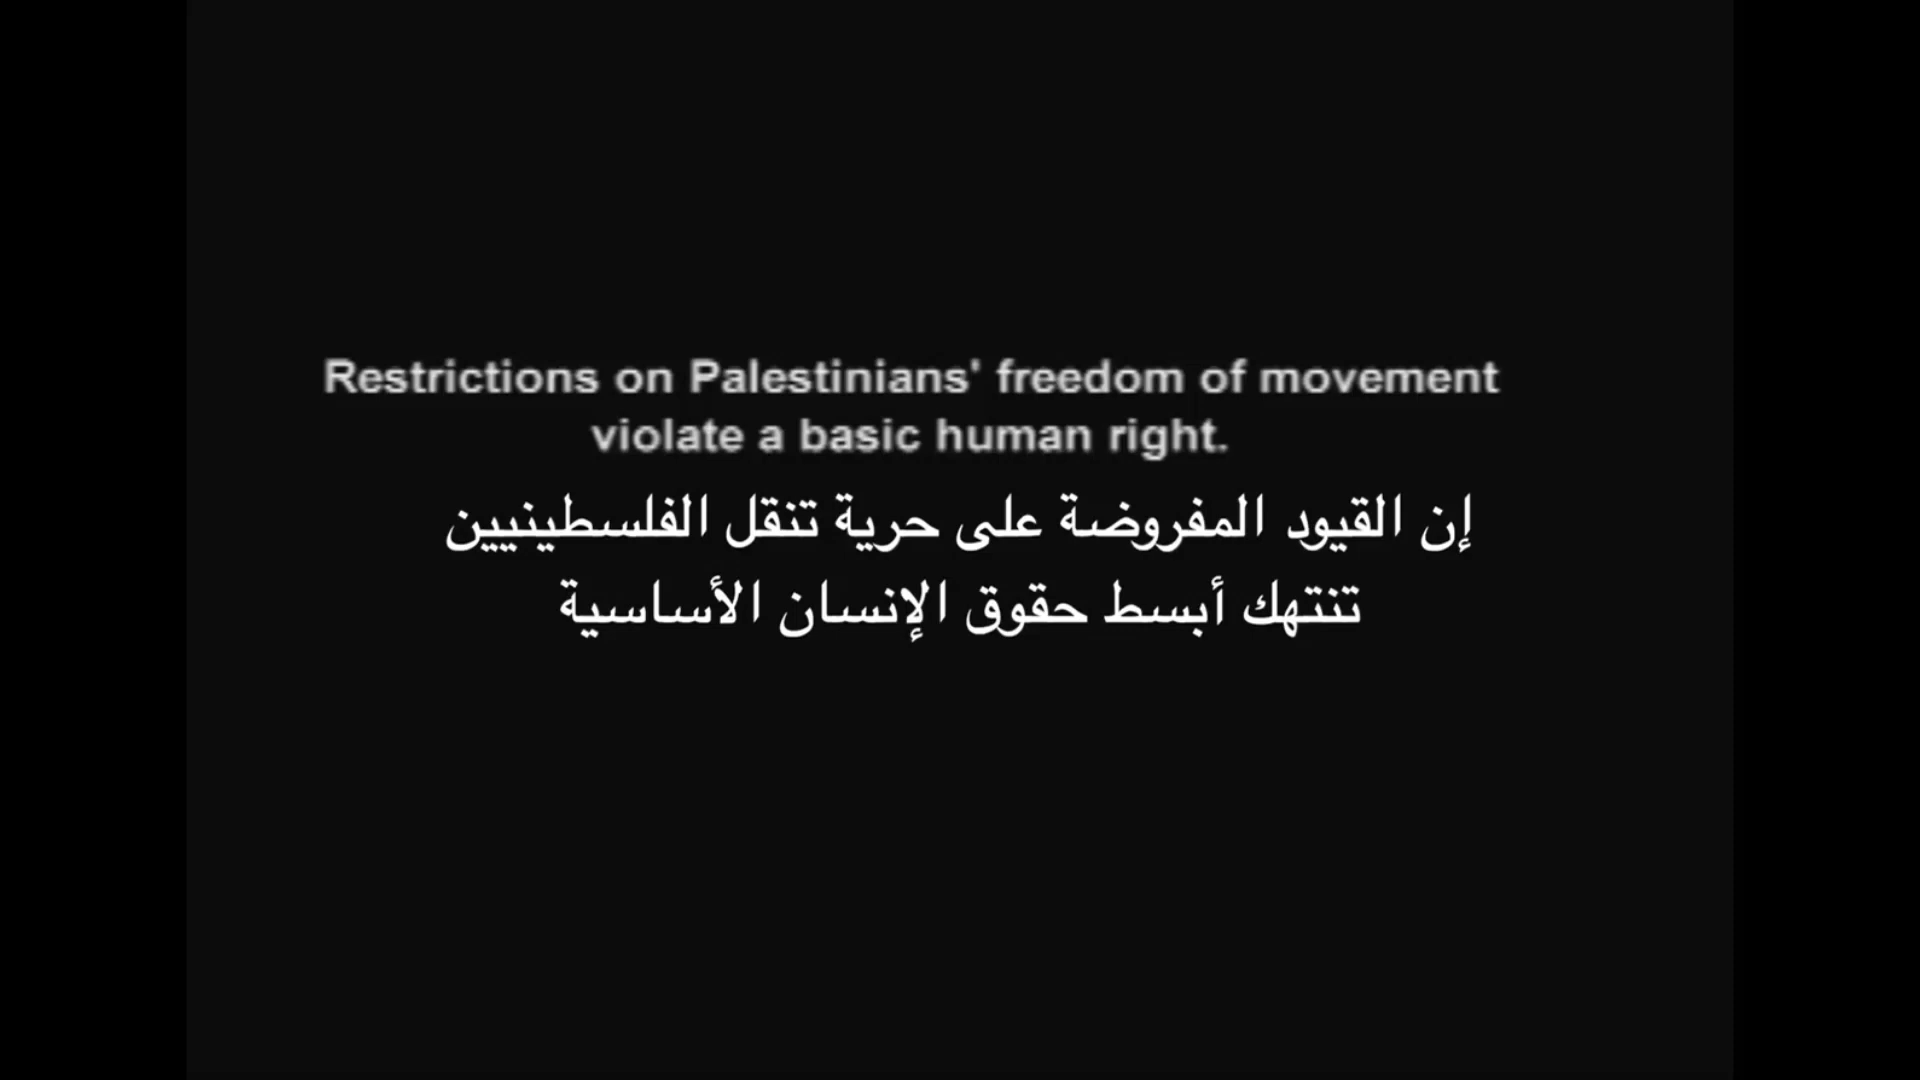 Restrictions on Palestinians' freedom of movement
violate a basic human right.
إن القيود المفروضة على حرية تنقل الفلسطينيين
تنتهك أبسط حقوق الإنسان الأساسية